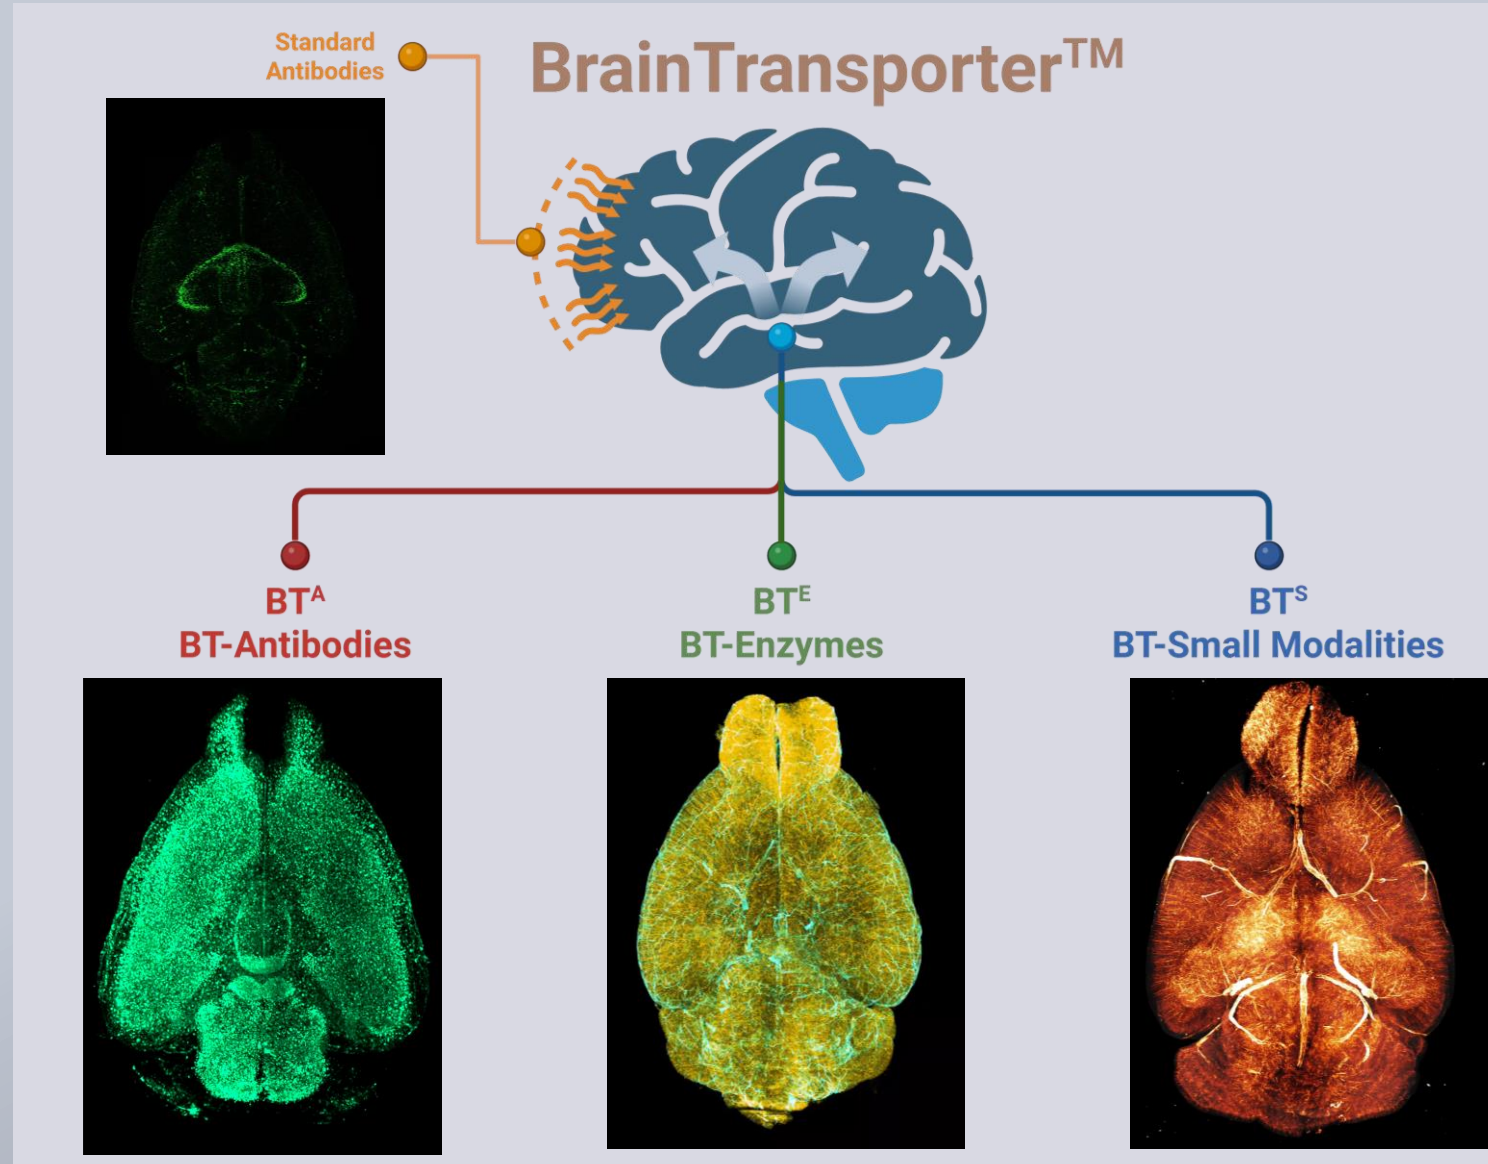 Standard
Antibodies
BrainTransporter™
BTᴬ
BT-Antibodies
BTᴱ
BT-Enzymes
BTˢ
BT-Small Modalities